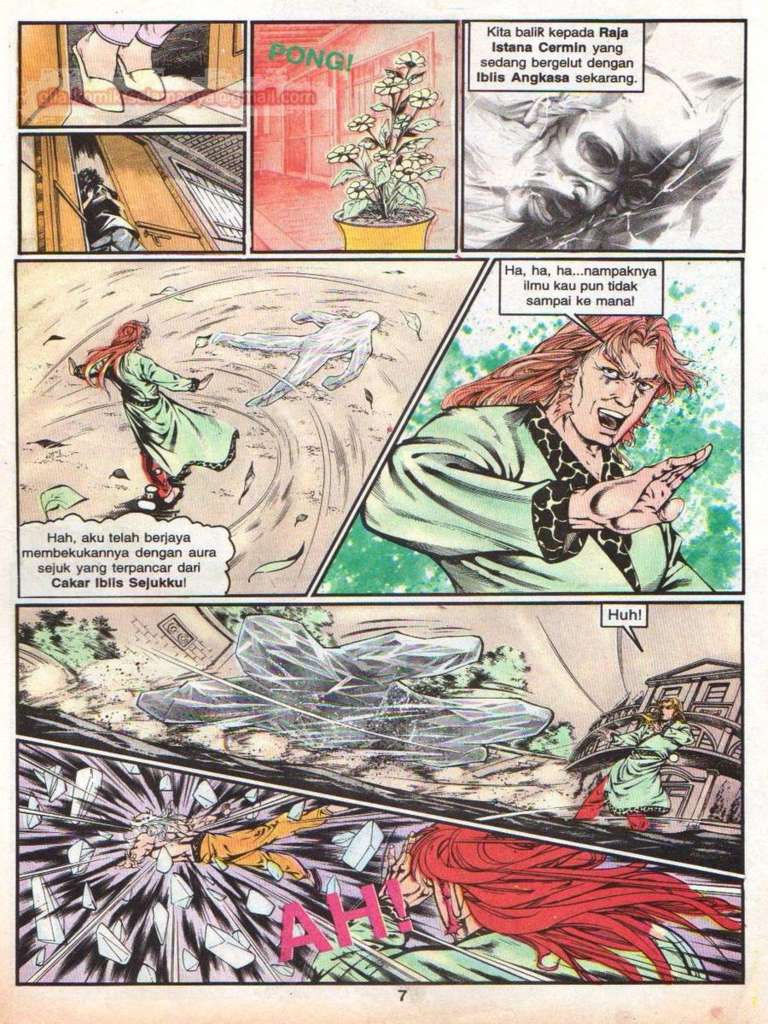 PONG!
Kita balik kepada Raja
Istana Cermin yang
sedang bergelut dengan
Iblis Angkasa sekarang.
Hah, aku telah berjaya
membekukannya dengan aura
sejuk yang terpancar dari
Cakar Iblis Sejukku!
Ha, ha, ha...nampaknya
ilmu kau pun tidak
sampai ke mana!
Huh!
AH!
7